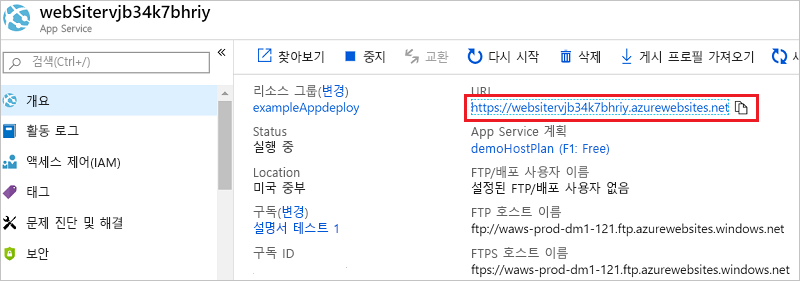 webSitervjb34k7bhriy
App Service
검색(Ctrl+/)
«
개요
활동 로그
액세스 제어(IAM)
태그
문제 진단 및 해결
보안
찾아보기 중지 교환 다시 시작 삭제 게시 프로필 가져오기
리소스 그룹(변경)
exampleAppdeploy
Status
실행 중
Location
미국 중부
구독(변경)
설명서 테스트 1
구독 ID
URL
https://websitervjb34k7bhriy.azurewebsites.net
App Service 계획
demoHostPlan (F1: Free)
FTP/배포 사용자 이름
설정된 FTP/배포 사용자 없음
FTP 호스트 이름
ftp://waws-prod-dm1-121.ftp.azurewebsites.windows.net
FTPS 호스트 이름
ftps://waws-prod-dm1-121.ftp.azurewebsites.windows.net